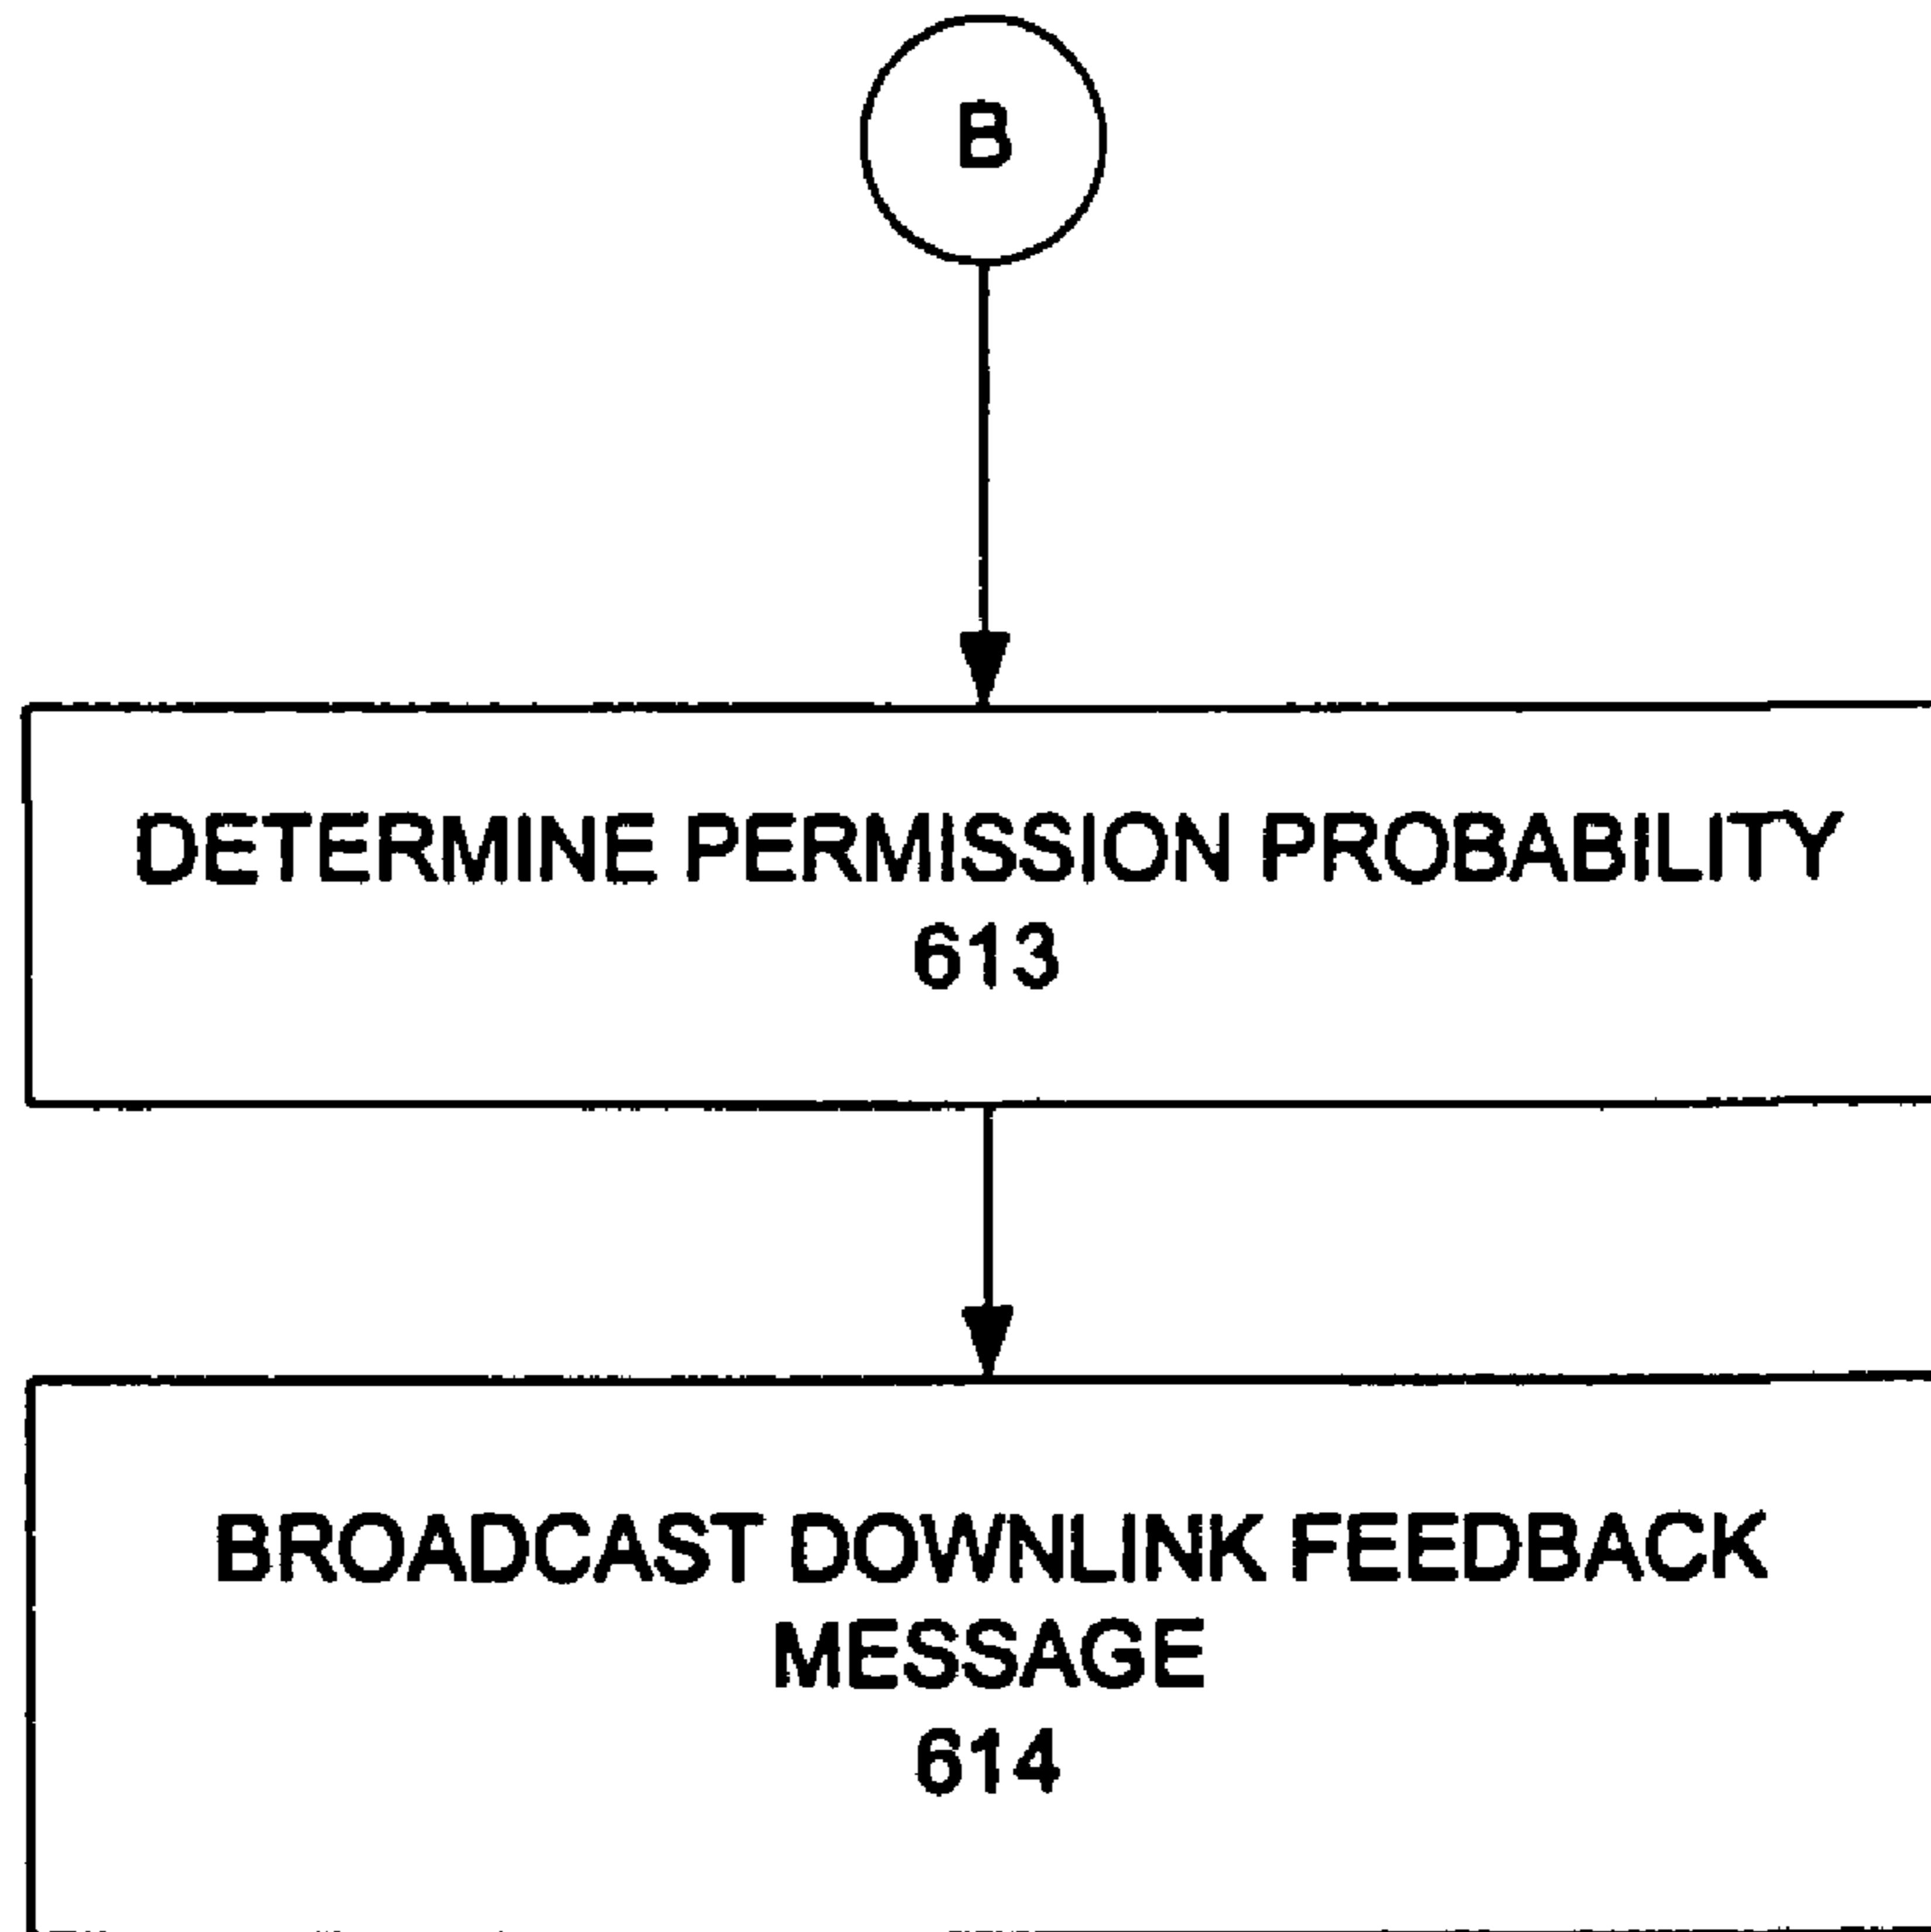 B
DETERMINE PERMISSION PROBABILITY
613
BROADCAST DOWNLINK FEEDBACK
MESSAGE
614